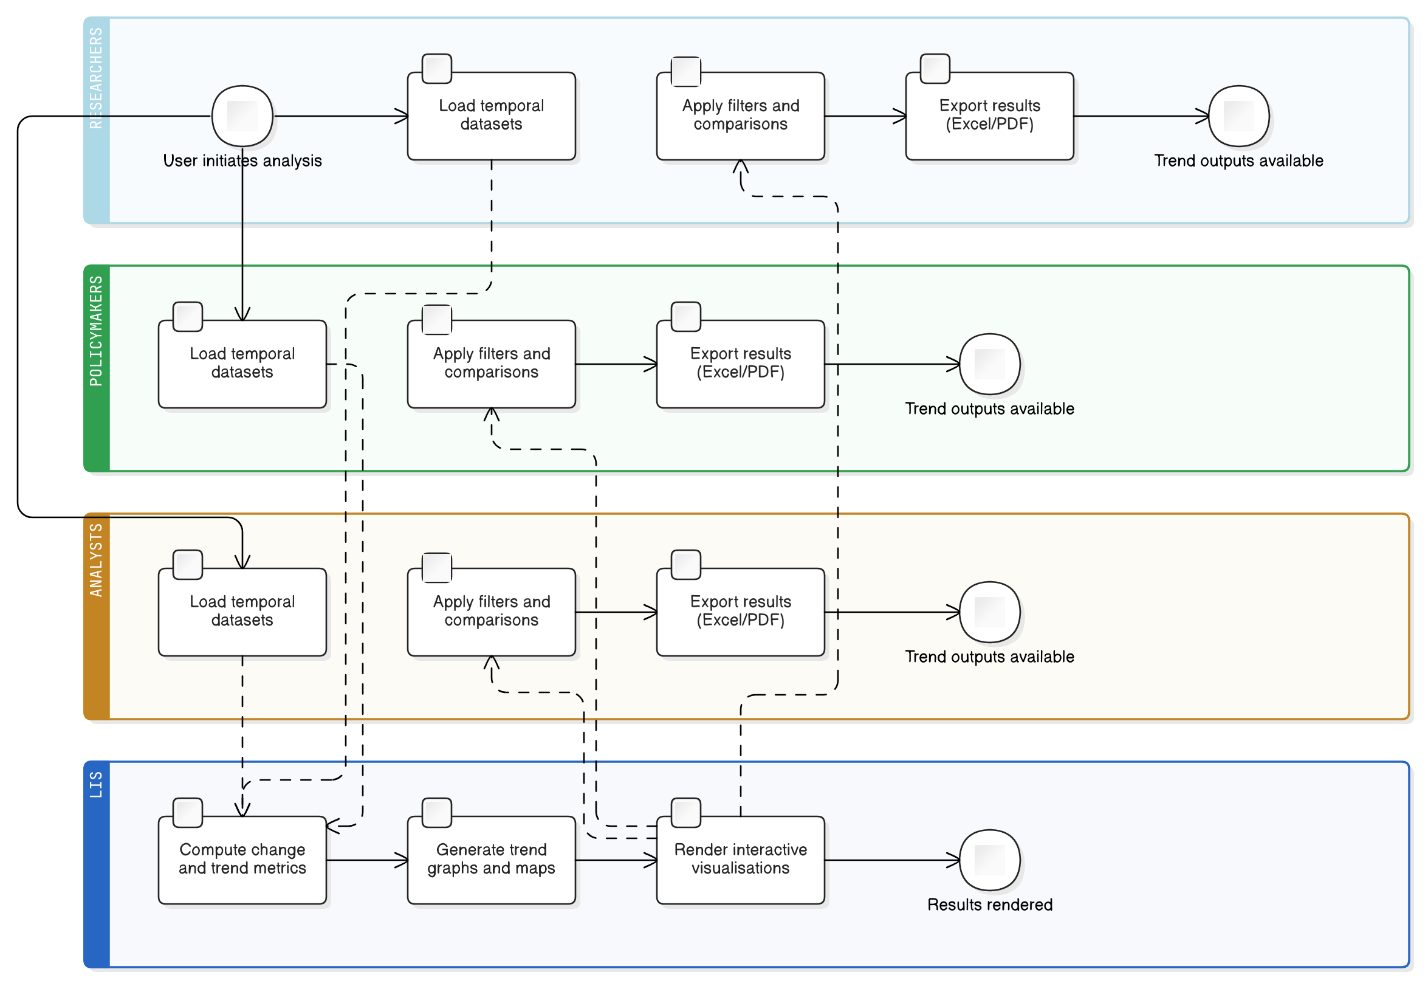 RESEARCHERS
User initiates analysis
Load temporal
datasets
Apply filters and
comparisons
Export results
(Excel/PDF)
Trend outputs available
POLICYMAKERS
Load temporal
datasets
Apply filters and
comparisons
Export results
(Excel/PDF)
Trend outputs available
ANALYSTS
Load temporal
datasets
Apply filters and
comparisons
Export results
(Excel/PDF)
Trend outputs available
LIS
Compute change
and trend metrics
Generate trend
graphs and maps
Render interactive
visualisations
Results rendered